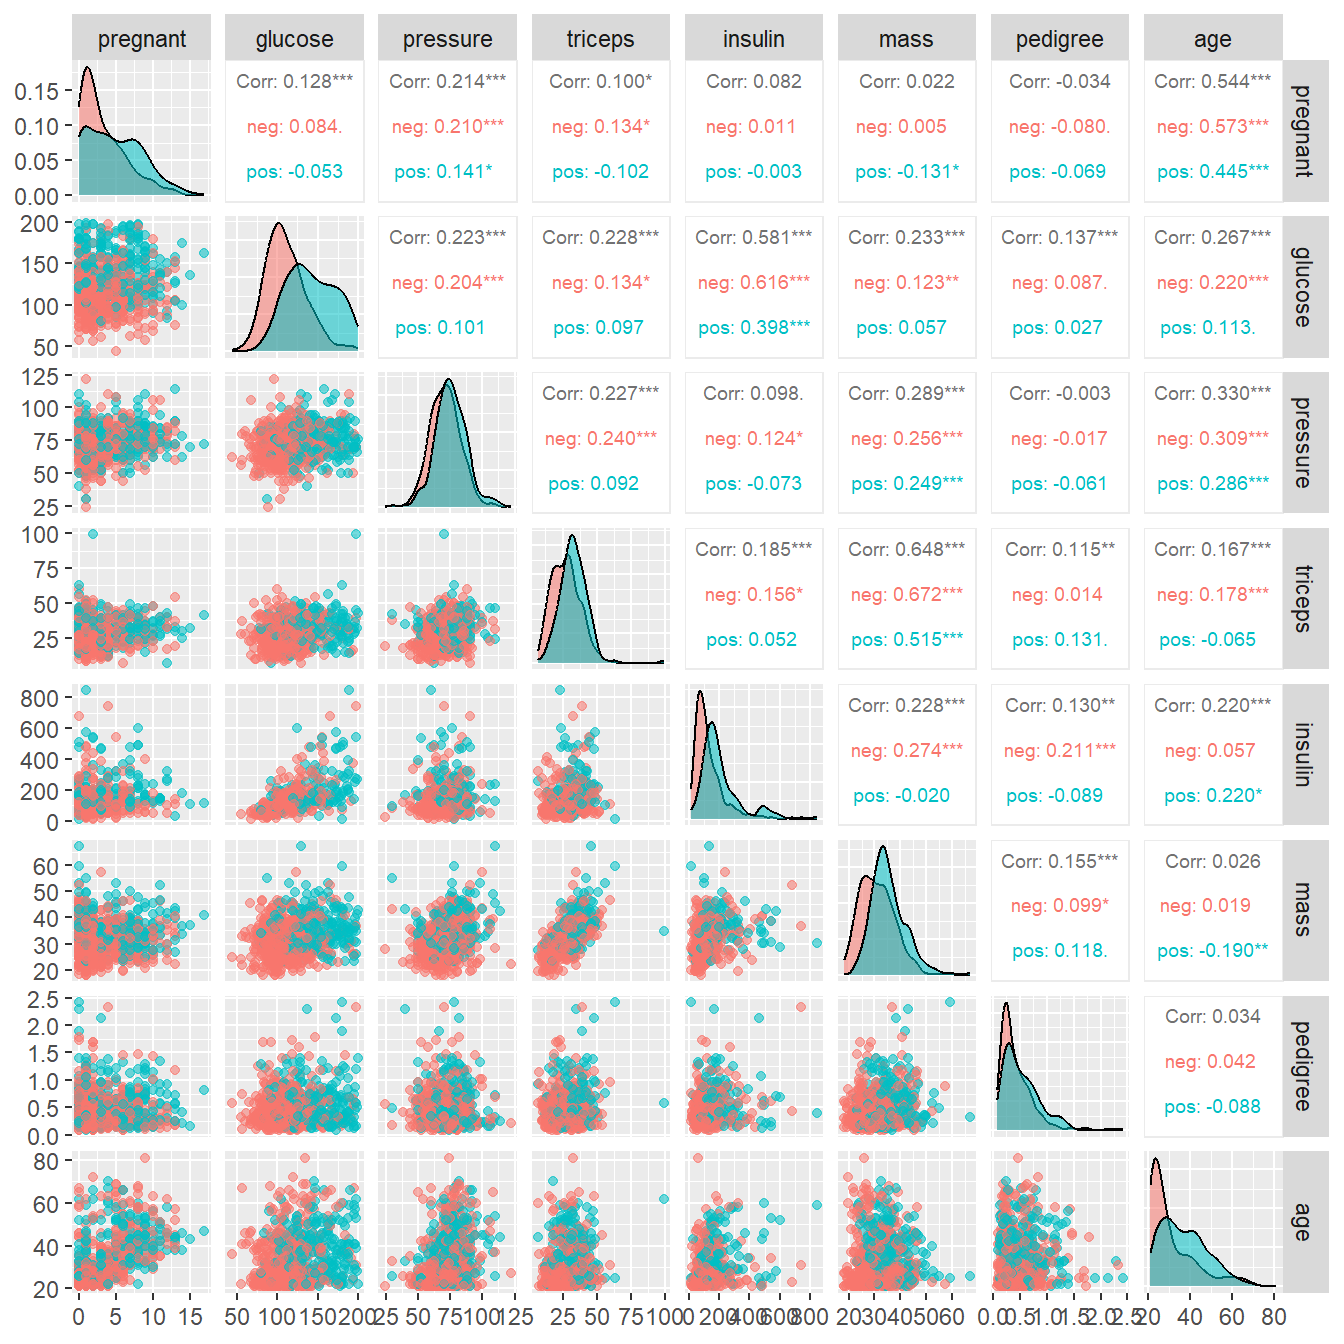 pregnant glucose pressure triceps insulin mass pedigree age
Corr: 0.128*** Corr: 0.214*** Corr: 0.100* Corr: 0.082 Corr: 0.022 Corr: -0.034 Corr: 0.544***
neg: 0.084. neg: 0.210*** neg: 0.134* neg: 0.011 neg: 0.005 neg: -0.080. neg: 0.573***
pos: -0.053 pos: 0.141* pos: -0.102 pos: -0.003 pos: -0.131* pos: -0.069 pos: 0.445***
0.15
0.10
0.05
0.00
pregnant
Corr: 0.223*** Corr: 0.228*** Corr: 0.581*** Corr: 0.233*** Corr: 0.137*** Corr: 0.267***
neg: 0.204*** neg: 0.134* neg: 0.616*** neg: 0.123** neg: 0.087. neg: 0.220***
pos: 0.101 pos: 0.097 pos: 0.398*** pos: 0.057 pos: 0.027 pos: 0.113.
200
150
100
50
glucose
Corr: 0.227*** Corr: 0.098. Corr: 0.289*** Corr: -0.003 Corr: 0.330***
neg: 0.240*** neg: 0.124* neg: 0.256*** neg: -0.017 neg: 0.309***
pos: 0.092 pos: -0.073 pos: 0.249*** pos: -0.061 pos: 0.286***
125
100
75
50
25
pressure
Corr: 0.185*** Corr: 0.648*** Corr: 0.115** Corr: 0.167***
neg: 0.156* neg: 0.672*** neg: 0.014 neg: 0.178***
pos: 0.052 pos: 0.515*** pos: 0.131. pos: -0.065
100
75
50
25
triceps
Corr: 0.228*** Corr: 0.130** Corr: 0.220***
neg: 0.274*** neg: 0.211*** neg: 0.057
pos: -0.020 pos: -0.089 pos: 0.220*
800
600
400
200
0
insulin
Corr: 0.155*** Corr: 0.026
neg: 0.099* neg: 0.019
pos: 0.118. pos: -0.190**
60
50
40
30
20
mass
Corr: 0.034
neg: 0.042
pos: -0.088
2.5
2.0
1.5
1.0
0.5
0.0
pedigree
80
60
40
20
age
0 5 10 15 50 100 150 200 25 50 75 100 125 25 50 75 100 0 200 400 600 800 20 30 40 50 60 0.0 0.5 1.0 1.5 2.0 2.5 20 40 60 80